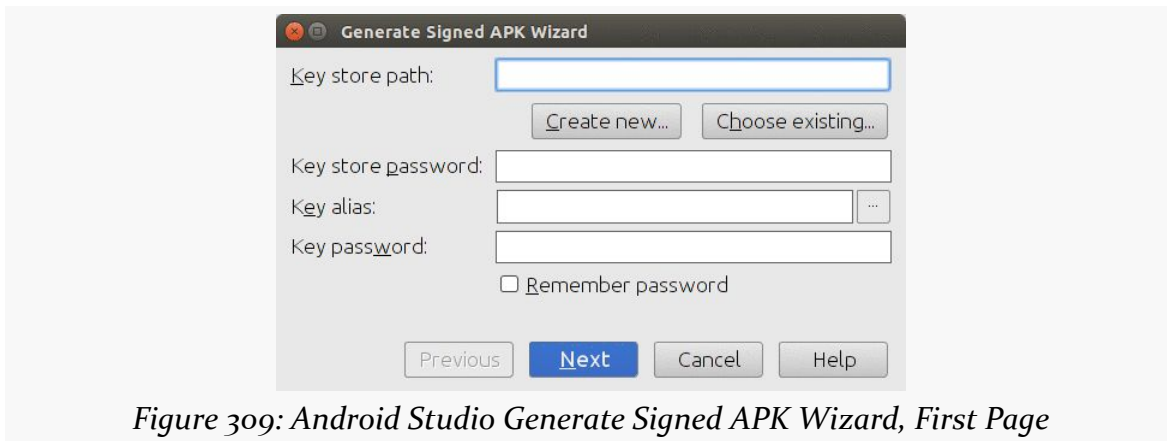 Generate Signed APK Wizard
Key store path:
Create new... Choose existing...
Key store password:
Key alias: ...
Key password:
Remember password
Previous Next Cancel Help
Figure 309: Android Studio Generate Signed APK Wizard, First Page